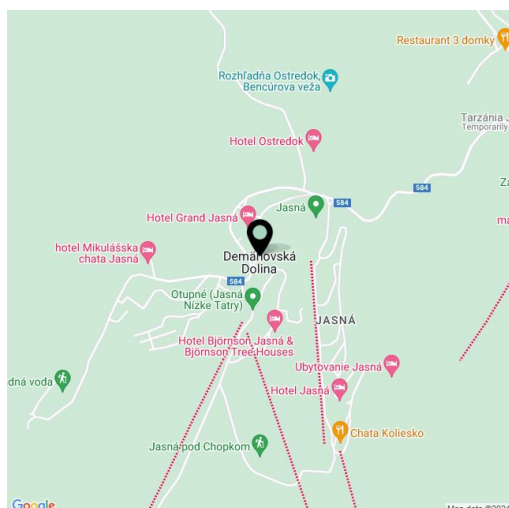 Restaurant 3 domky
Rozhľadňa Ostredok,
Bencúrova veža
Tarzánia J
Temporarily
Hotel Ostredok
584
Jasná
584
Hotel Grand Jasná
hotel Mikulášska
chata Jasná
Demänovská
Dolina
584
Otupné (Jasná
Nízke Tatry)
JASNÁ
Hotel Björnson Jasná &
Björnson Tree Houses
Ubytovanie Jasná
dná voda
Hotel Jasná
Chata Koliesko
Jasná pod Chopkom
Google